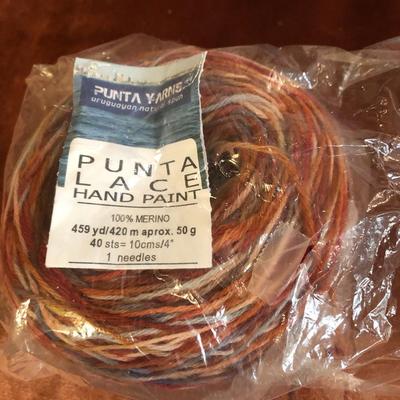 PUNTA YARNS
uruguayan natural
PUNTA
LACE
HAND PAINT
100% MERINO
459 yd/420 m aprox. 50 g
40 sts= 10cms/4"
1 needles